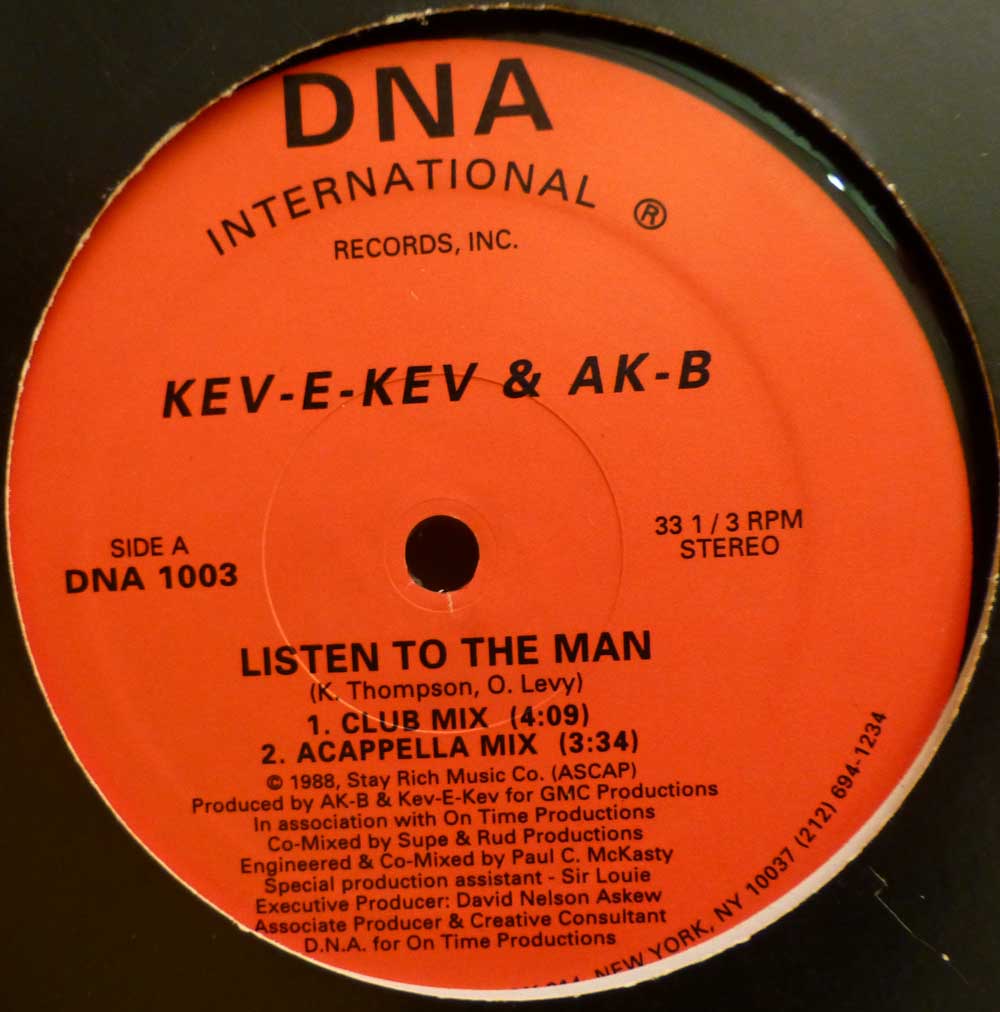 DNA
INTERNATIONAL ®
RECORDS, INC.
KEV-E-KEV & AK-B
SIDE A
DNA 1003
33 1 / 3 RPM
STEREO
LISTEN TO THE MAN
(K. Thompson, O. Levy)
1. CLUB MIX (4:09)
2. ACAPPELLA MIX (3:34)
© 1988, Stay Rich Music Co. (ASCAP)
Produced by AK-B & Kev-E-Kev for GMC Productions
In association with On Time Productions
Co-Mixed by Supe & Rud Productions
Engineered & Co-Mixed by Paul C. McKasty
Special production assistant - Sir Louie
Executive Producer: David Nelson Askew
Associate Producer & Creative Consultant
D.N.A. for On Time Productions
NEW YORK, NY 10037 (212) 694-1234